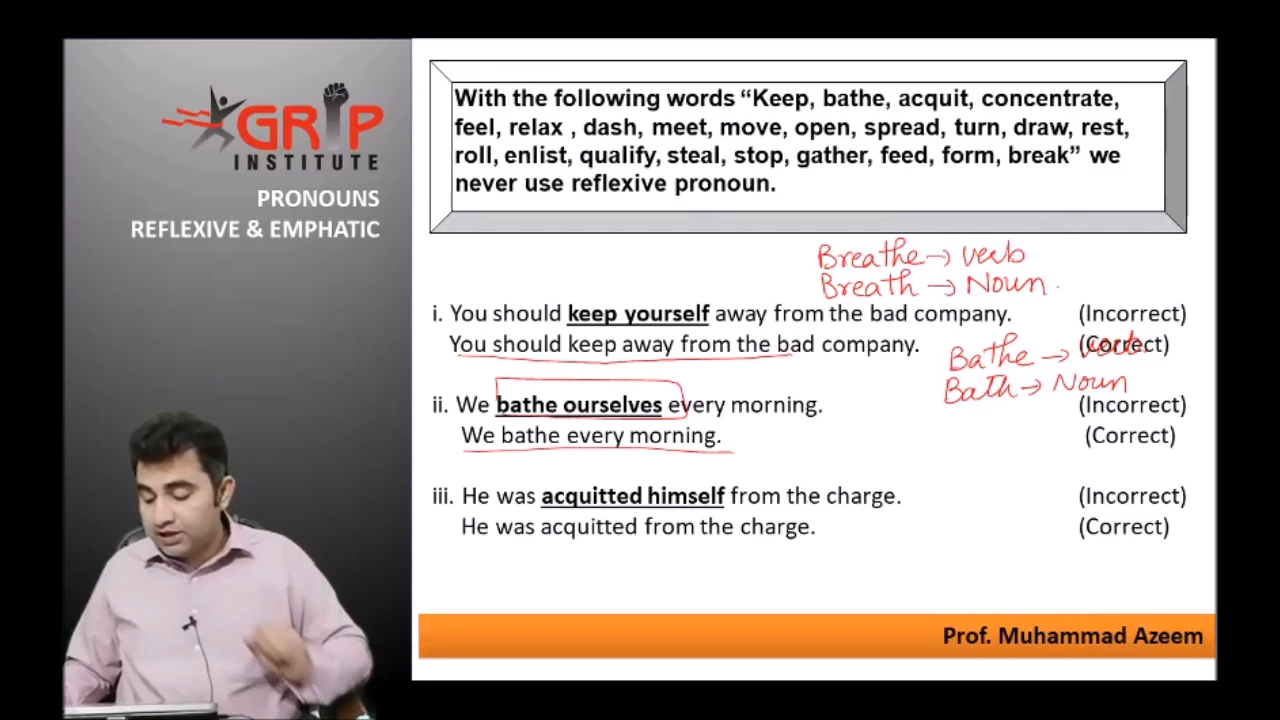 GRIP
INSTITUTE
PRONOUNS
REFLEXIVE & EMPHATIC
With the following words “Keep, bathe, acquit, concentrate,
feel, relax , dash, meet, move, open, spread, turn, draw, rest,
roll, enlist, qualify, steal, stop, gather, feed, form, break” we
never use reflexive pronoun.
Breathe → verb
Breath → Noun
i. You should keep yourself away from the bad company. (Incorrect)
You should keep away from the bad company. (Correct)
Bathe → verb
Bath → Noun
ii. We bathe ourselves every morning. (Incorrect)
We bathe every morning. (Correct)
iii. He was acquitted himself from the charge. (Incorrect)
He was acquitted from the charge. (Correct)
Prof. Muhammad Azeem